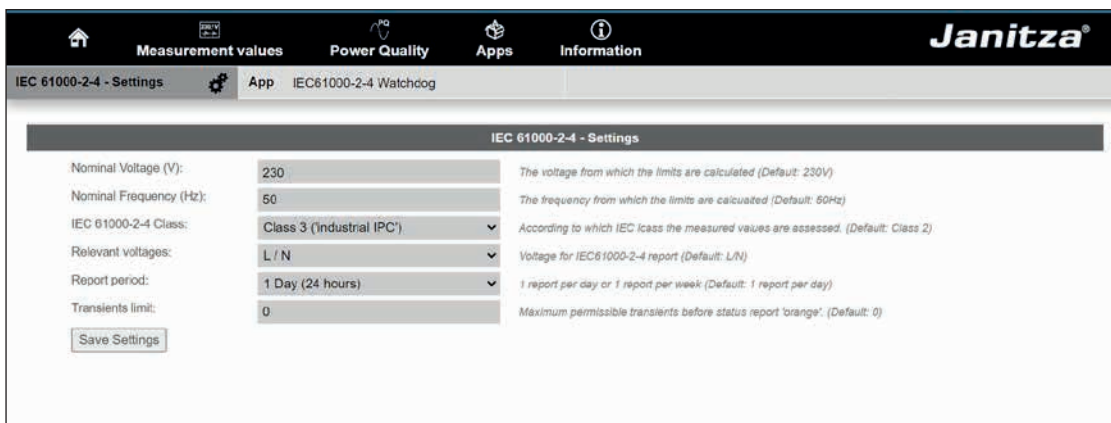 Measurement values Power Quality Apps Information Janitza®
PQ
IEC 61000-2-4 - Settings App IEC61000-2-4 Watchdog
IEC 61000-2-4 - Settings
Nominal Voltage (V): 230 The voltage from which the limits are calculated (Default: 230V)
Nominal Frequency (Hz): 50 The frequency from which the limits are calcualted (Default: 50Hz)
IEC 61000-2-4 Class: Class 3 ('industrial IPC') According to which IEC lcass the measured values are assessed. (Default: Class 2)
Relevant voltages: L / N Voltage for IEC61000-2-4 report (Default: L/N)
Report period: 1 Day (24 hours) 1 report per day or 1 report per week (Default: 1 report per day)
Transients limit: 0 Maximum permissible transients before status report 'orange'. (Default: 0)
Save Settings